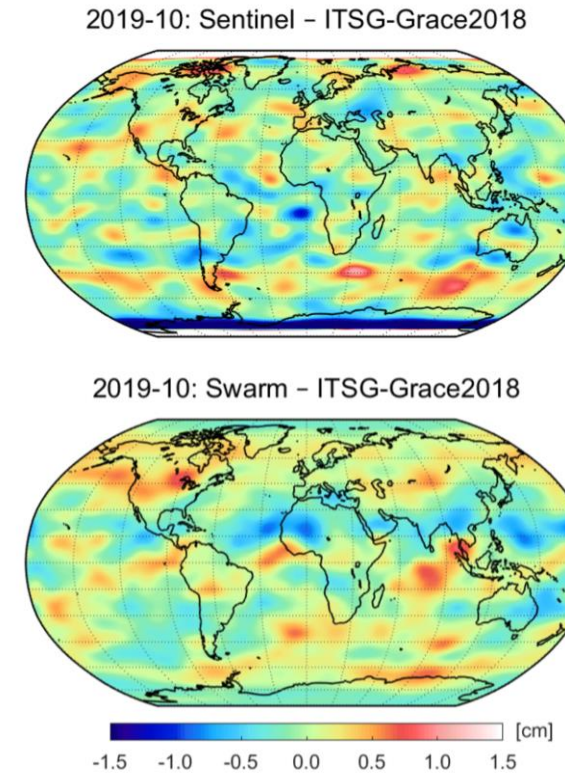 2019-10: Sentinel – ITSG-Grace2018
2019-10: Swarm – ITSG-Grace2018
[cm]
-1.5 -1.0 -0.5 0.0 0.5 1.0 1.5